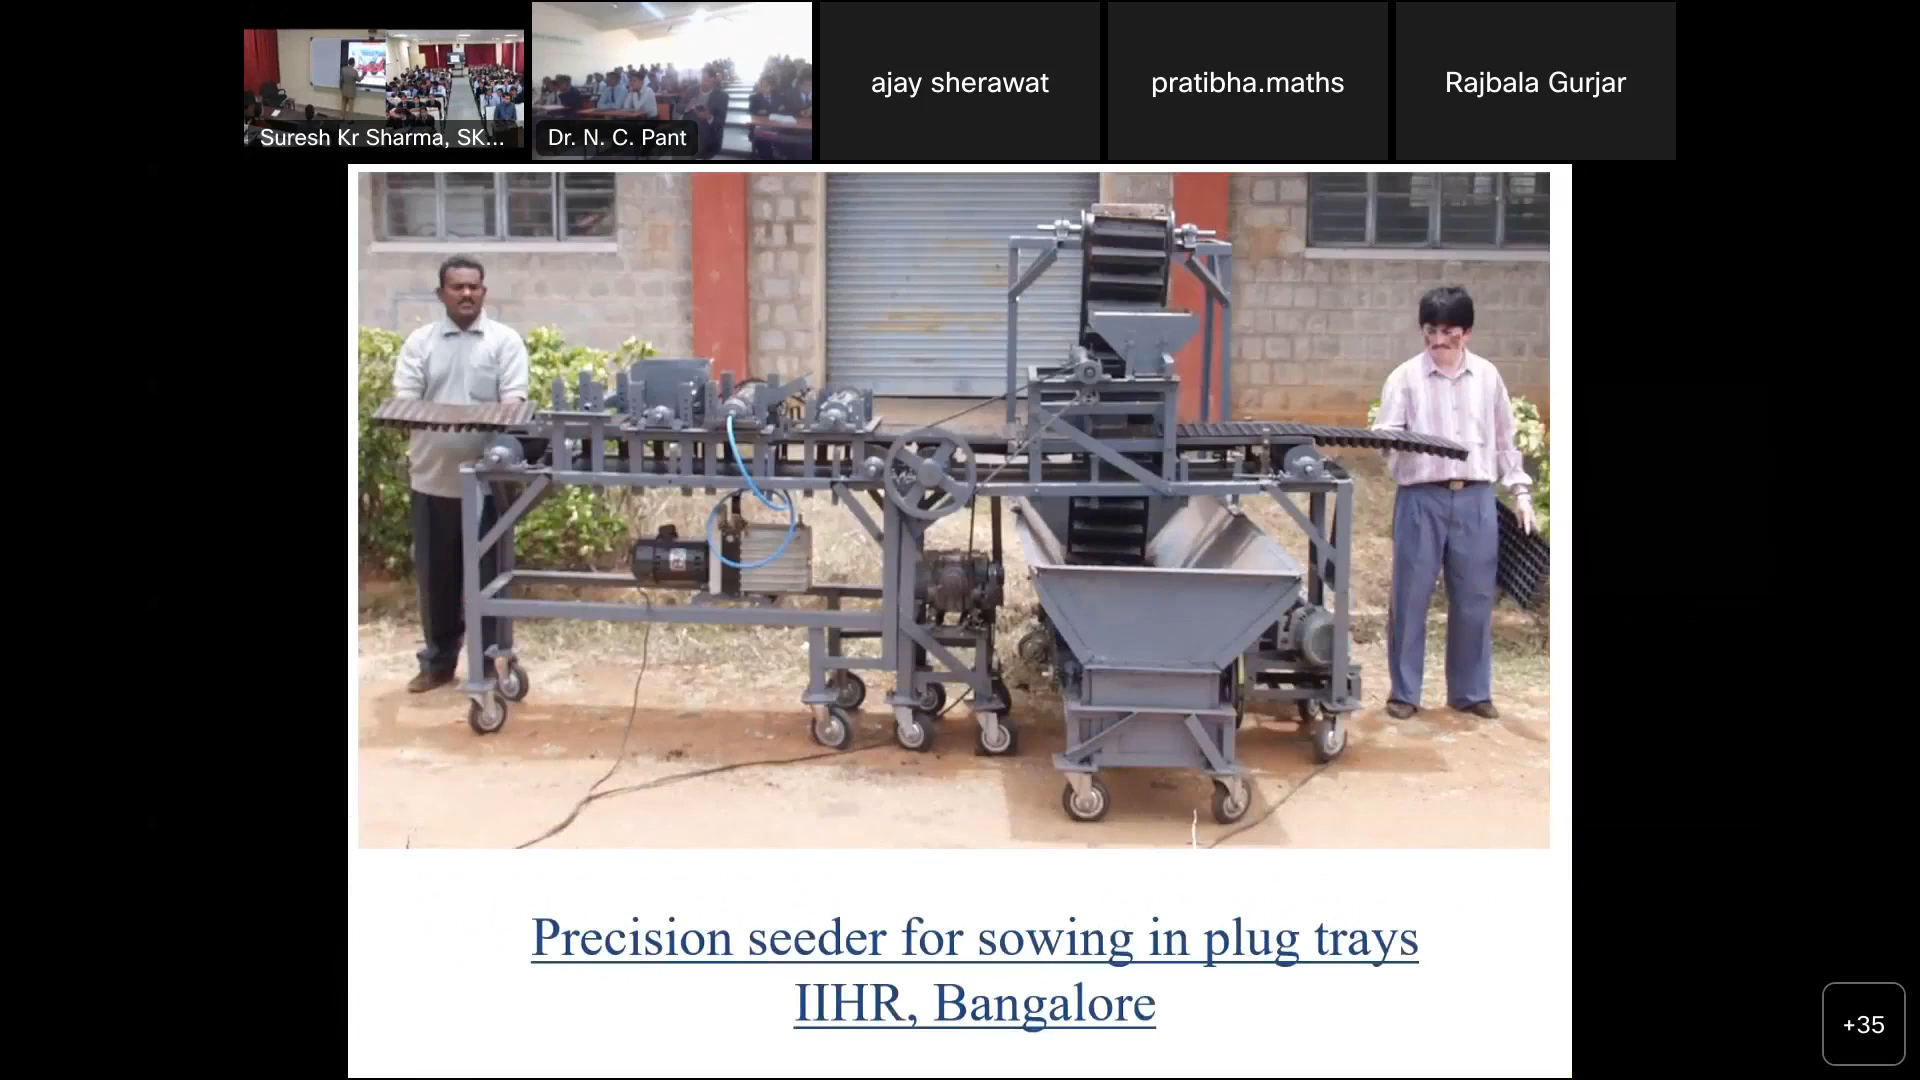 Suresh Kr Sharma, SK...
Dr. N. C. Pant
ajay sherawat
pratibha.maths
Rajbala Gurjar
Precision seeder for sowing in plug trays
IIHR, Bangalore
+35